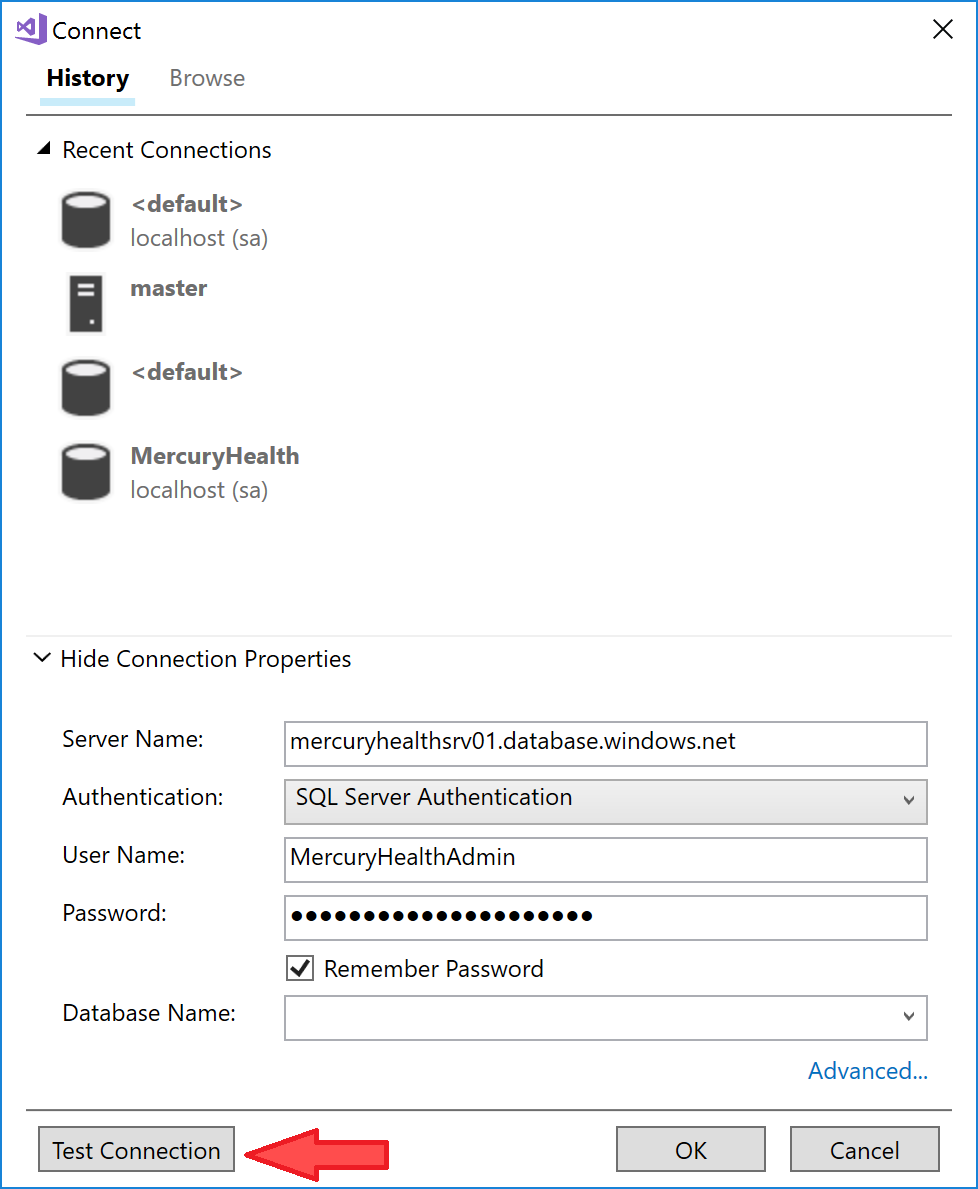 Connect
History Browse
Recent Connections
<default>
localhost (sa)
master
<default>
MercuryHealth
localhost (sa)
Hide Connection Properties
Server Name: mercuryhealthsrv01.database.windows.net
Authentication: SQL Server Authentication
User Name: MercuryHealthAdmin
Password: ●●●●●●●●●●●●●●●●●●●●●
Remember Password
Database Name:
Advanced...
Test Connection OK Cancel